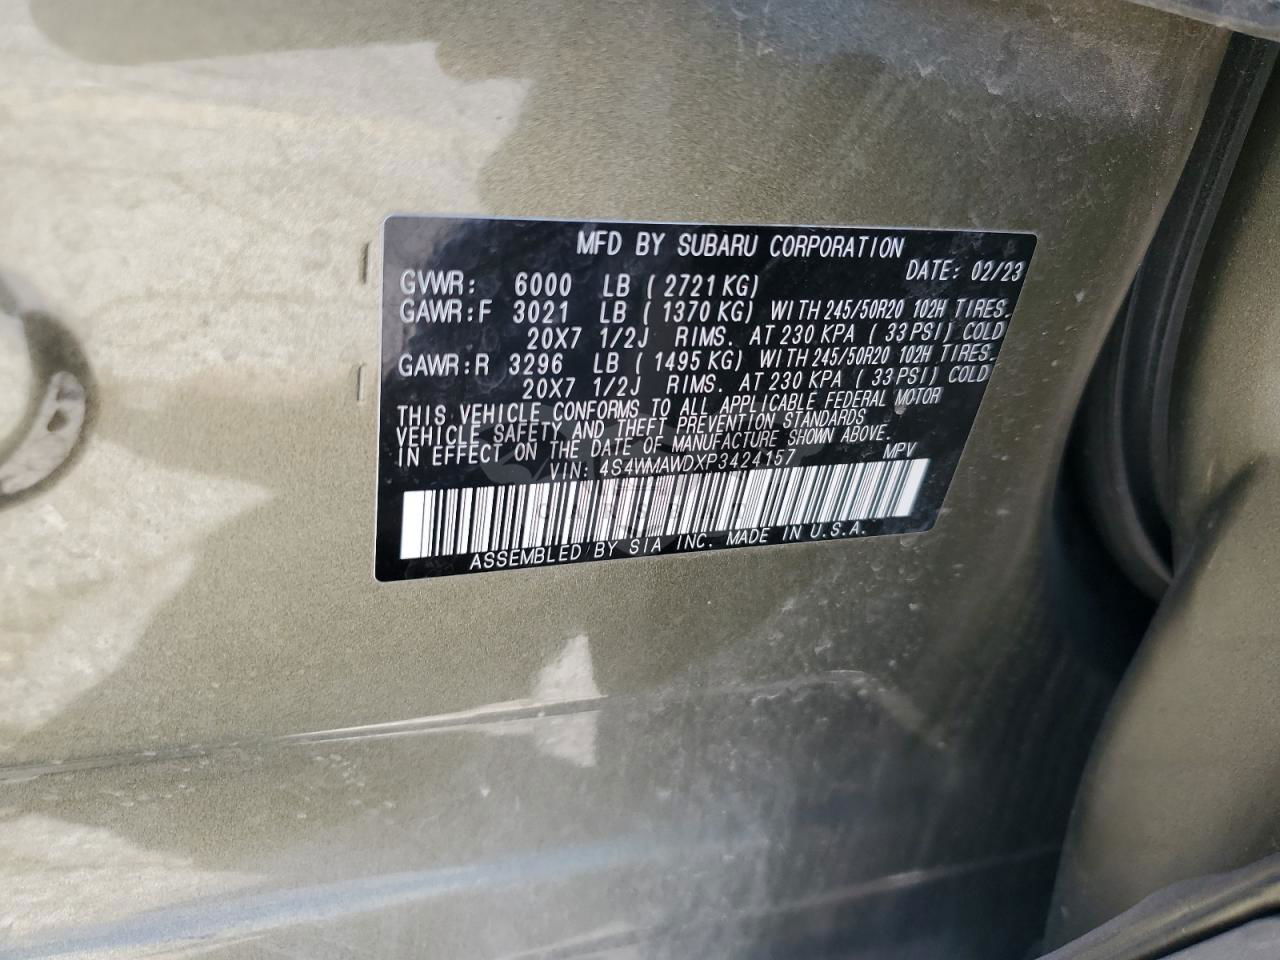 MFD BY SUBARU CORPORATION
DATE: 02/23
GVWR: 6000 LB ( 2721 KG)
GAWR:F 3021 LB ( 1370 KG) WITH 245/50R20 102H TIRES.
20X7 1/2J RIMS. AT 230 KPA ( 33 PSI) COLD
GAWR:R 3296 LB ( 1495 KG) WITH 245/50R20 102H TIRES.
20X7 1/2J RIMS. AT 230 KPA ( 33 PSI) COLD
THIS VEHICLE CONFORMS TO ALL APPLICABLE FEDERAL MOTOR
VEHICLE SAFETY AND THEFT PREVENTION STANDARDS
IN EFFECT ON THE DATE OF MANUFACTURE SHOWN ABOVE.
VIN: 4S4WMAWDXP3424157 MPV
ASSEMBLED BY SIA INC. MADE IN U.S.A.